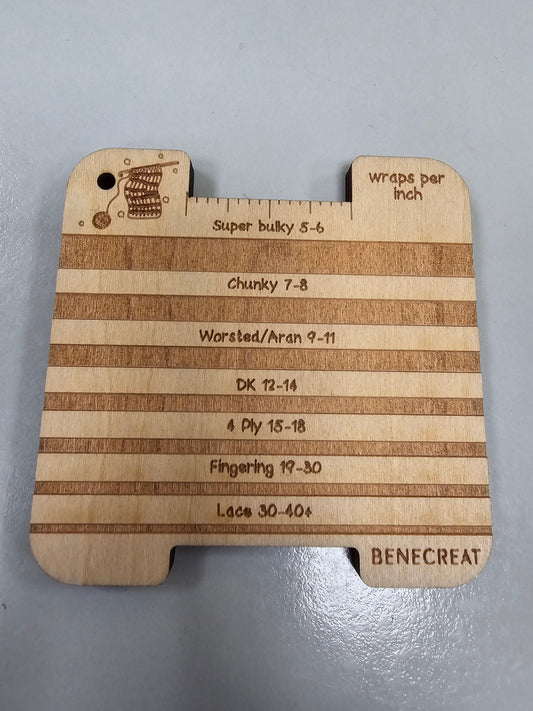 wraps per
inch
Super bulky 5-6
Chunky 7-8
Worsted/Aran 9-11
DK 12-14
4 Ply 15-18
Fingering 19-30
Lace 30-40+
BENECREAT